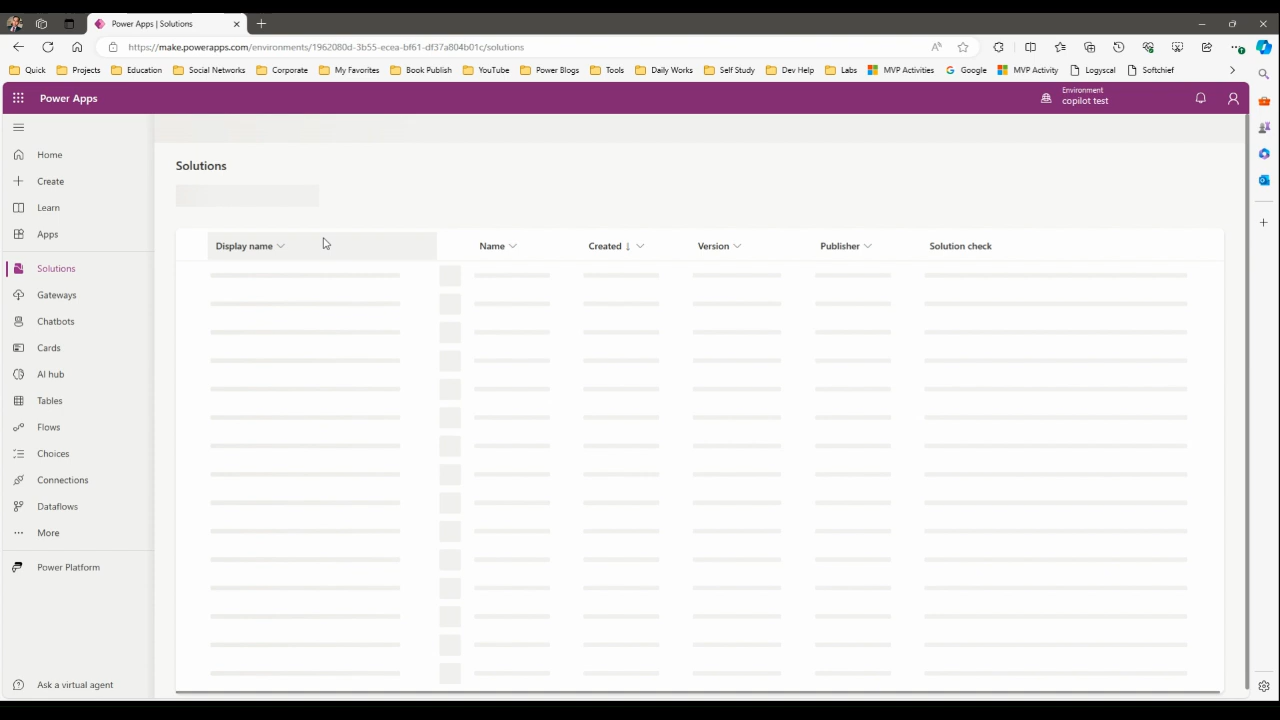 Power Apps | Solutions
https://make.powerapps.com/environments/1962080d-3b55-ecea-bf61-df37a804b01c/solutions
Quick Projects Education Social Networks Corporate My Favorites Book Publish YouTube Power Blogs Tools Daily Works Self Study Dev Help Labs MVP Activities Google MVP Activity Logyscal Softchief
Power Apps
Environment
copilot test
Home
Create
Learn
Apps
Solutions
Gateways
Chatbots
Cards
AI hub
Tables
Flows
Choices
Connections
Dataflows
More
Power Platform
Ask a virtual agent
Solutions
Display name Name Created Version Publisher Solution check